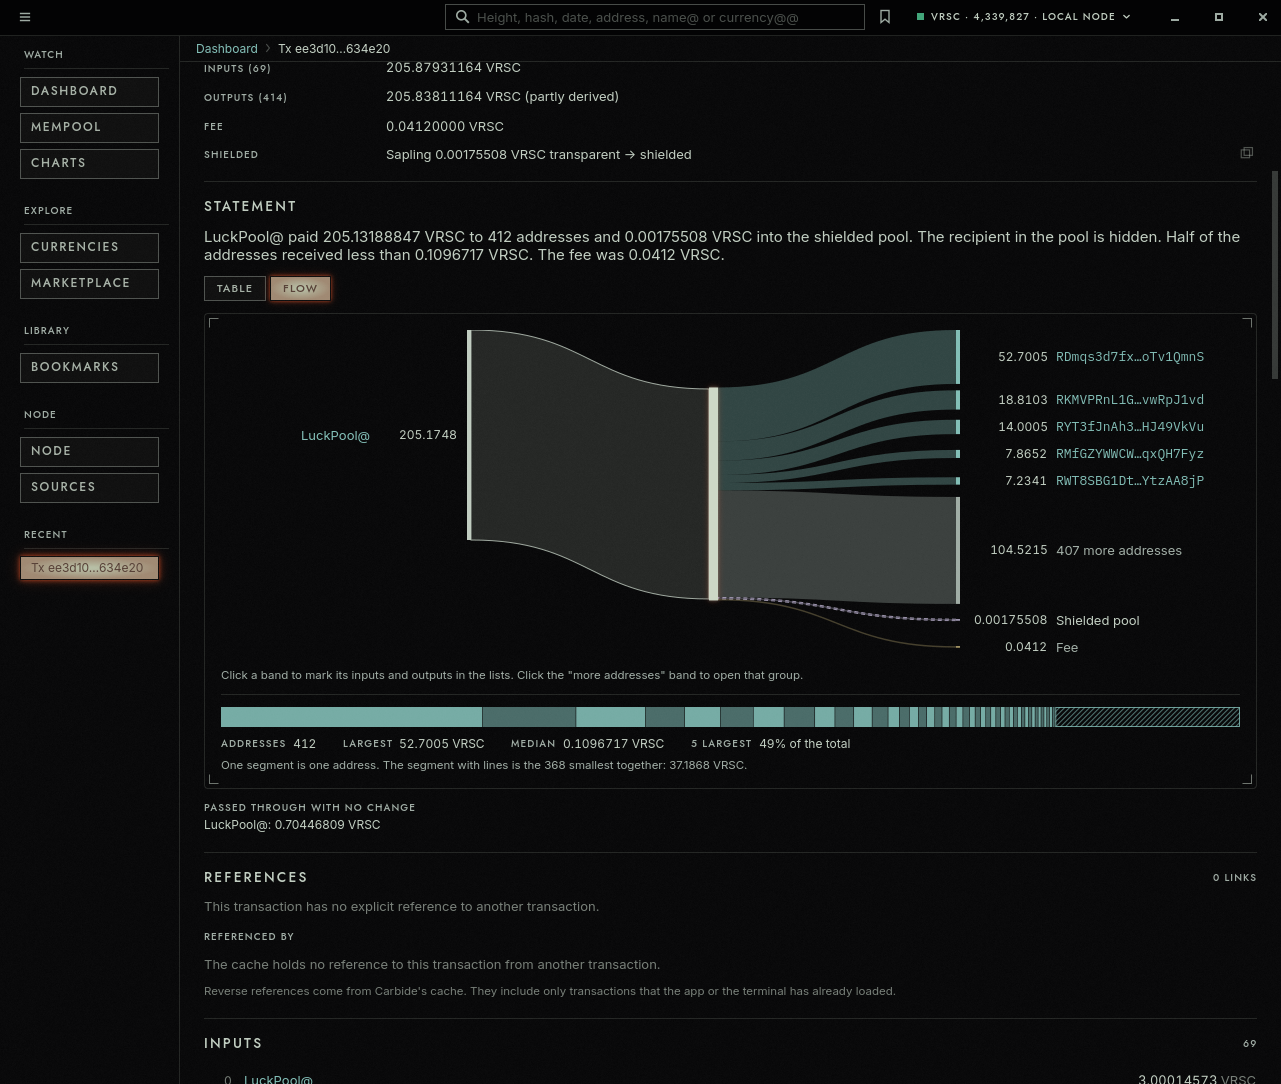 Height, hash, date, address, name@ or currency@@
VRSC · 4,339,827 · LOCAL NODE
WATCH
DASHBOARD
MEMPOOL
CHARTS
EXPLORE
CURRENCIES
MARKETPLACE
LIBRARY
BOOKMARKS
NODE
NODE
SOURCES
RECENT
Tx ee3d10…634e20
Dashboard > Tx ee3d10…634e20
INPUTS (69) 205.87931164 VRSC
OUTPUTS (414) 205.83811164 VRSC (partly derived)
FEE 0.04120000 VRSC
SHIELDED Sapling 0.00175508 VRSC transparent → shielded
STATEMENT
LuckPool@ paid 205.13188847 VRSC to 412 addresses and 0.00175508 VRSC into the shielded pool. The recipient in the pool is hidden. Half of the
addresses received less than 0.1096717 VRSC. The fee was 0.0412 VRSC.
TABLE FLOW
LuckPool@ 205.1748
52.7005 RDmqs3d7fx…oTv1QmnS
18.8103 RKMVPRnL1G…vwRpJ1vd
14.0005 RYT3fJnAh3…HJ49VkVu
7.8652 RMfGZYWWCW…qxQH7Fyz
7.2341 RWT8SBG1Dt…YtzAA8jP
104.5215 407 more addresses
0.00175508 Shielded pool
0.0412 Fee
Click a band to mark its inputs and outputs in the lists. Click the "more addresses" band to open that group.
ADDRESSES 412 LARGEST 52.7005 VRSC MEDIAN 0.1096717 VRSC 5 LARGEST 49% of the total
One segment is one address. The segment with lines is the 368 smallest together: 37.1868 VRSC.
PASSED THROUGH WITH NO CHANGE
LuckPool@: 0.70446809 VRSC
REFERENCES 0 LINKS
This transaction has no explicit reference to another transaction.
REFERENCED BY
The cache holds no reference to this transaction from another transaction.
Reverse references come from Carbide's cache. They include only transactions that the app or the terminal has already loaded.
INPUTS 69
0 LuckPool@ 3.00014573 VRSC